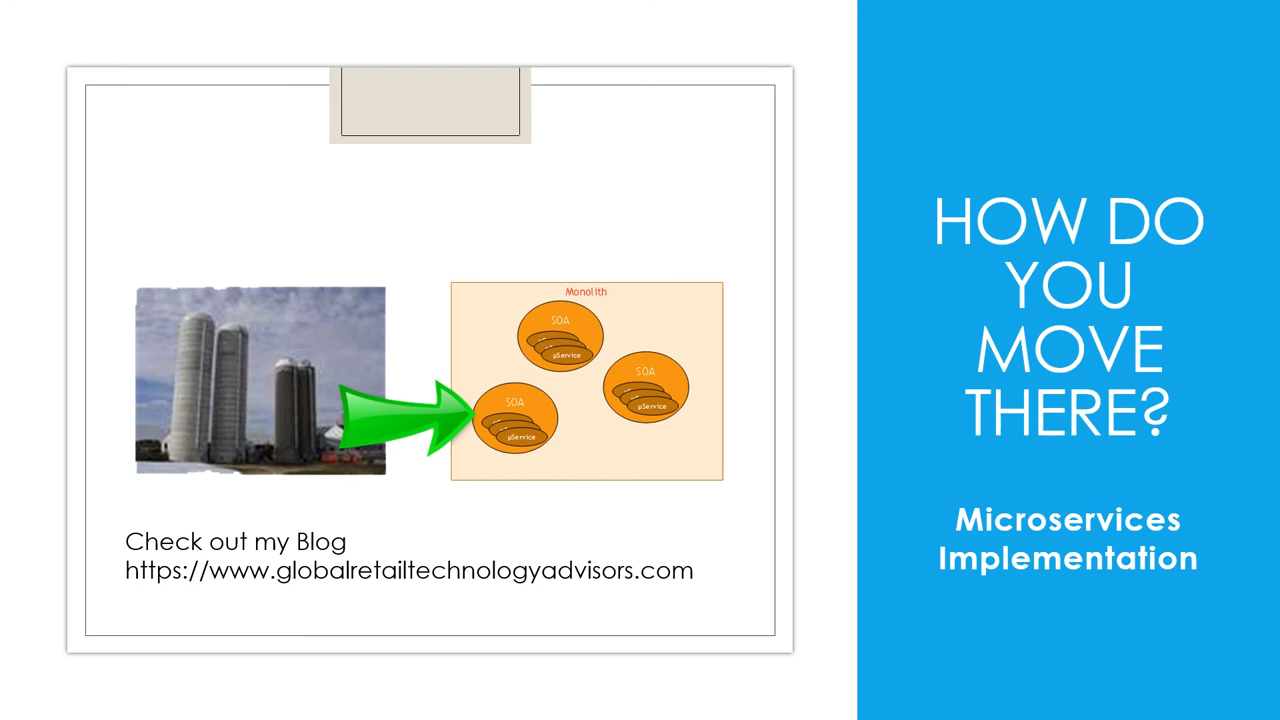 Monolith
SOA
µService
SOA
µService
SOA
µService
Check out my Blog
https://www.globalretailtechnologyadvisors.com
HOW DO
YOU
MOVE
THERE?
Microservices
Implementation